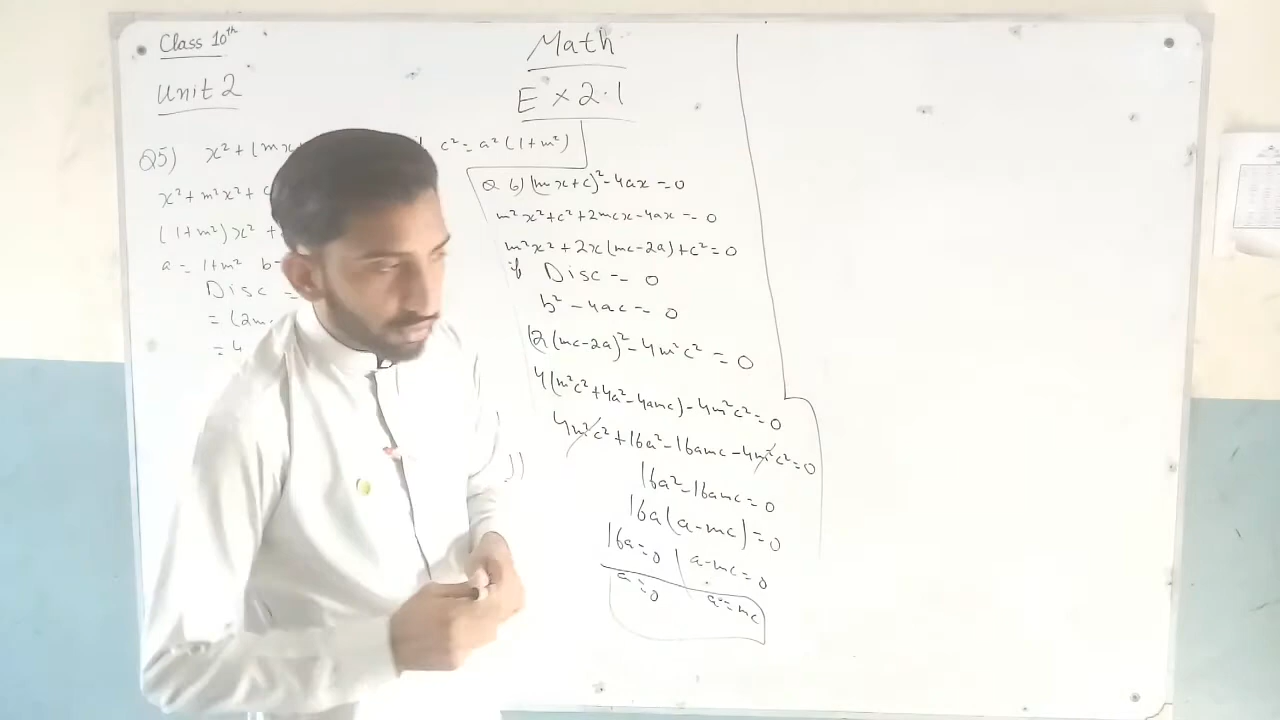 Class 10th
Unit 2
Math
Ex 2.1
Q5) x² + (mx c² = a² (1+m²)
x² + m²x² +
(1+m²) x² +
a = 1+m² b
Disc =
= (2m
= 4
Q 6) (mx+c)² - 4ax = 0
m²x² + c² + 2mcx - 4ax = 0
m²x² + 2x(mc-2a) + c² = 0
if Disc = 0
b² - 4ac = 0
(2(mc-2a)² - 4m²c² = 0
4(m²c² + 4a² - 4amc) - 4m²c² = 0
4m²c² + 16a² - 16amc - 4m²c² = 0
16a² - 16amc = 0
16a(a-mc) = 0
16a = 0 | a-mc = 0
a = 0 a = mc